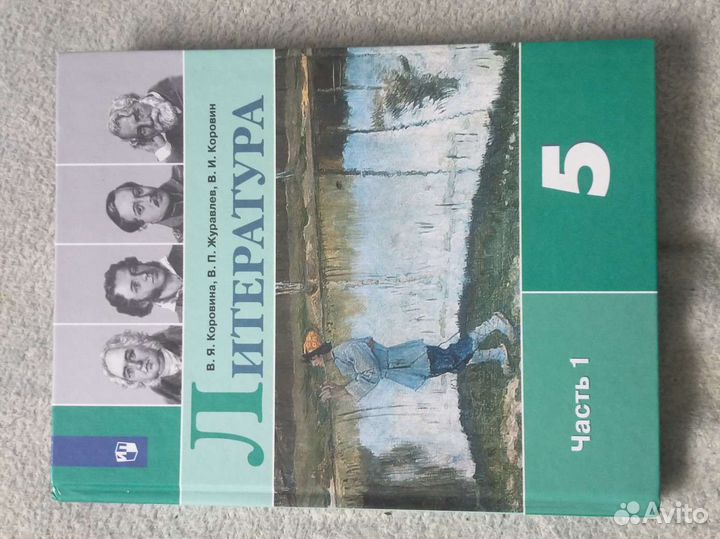 В. Я. Коровина, В. П. Журавлев, В. И. Коровин
ЛИТЕРАТУРА
5
Часть 1
Avito